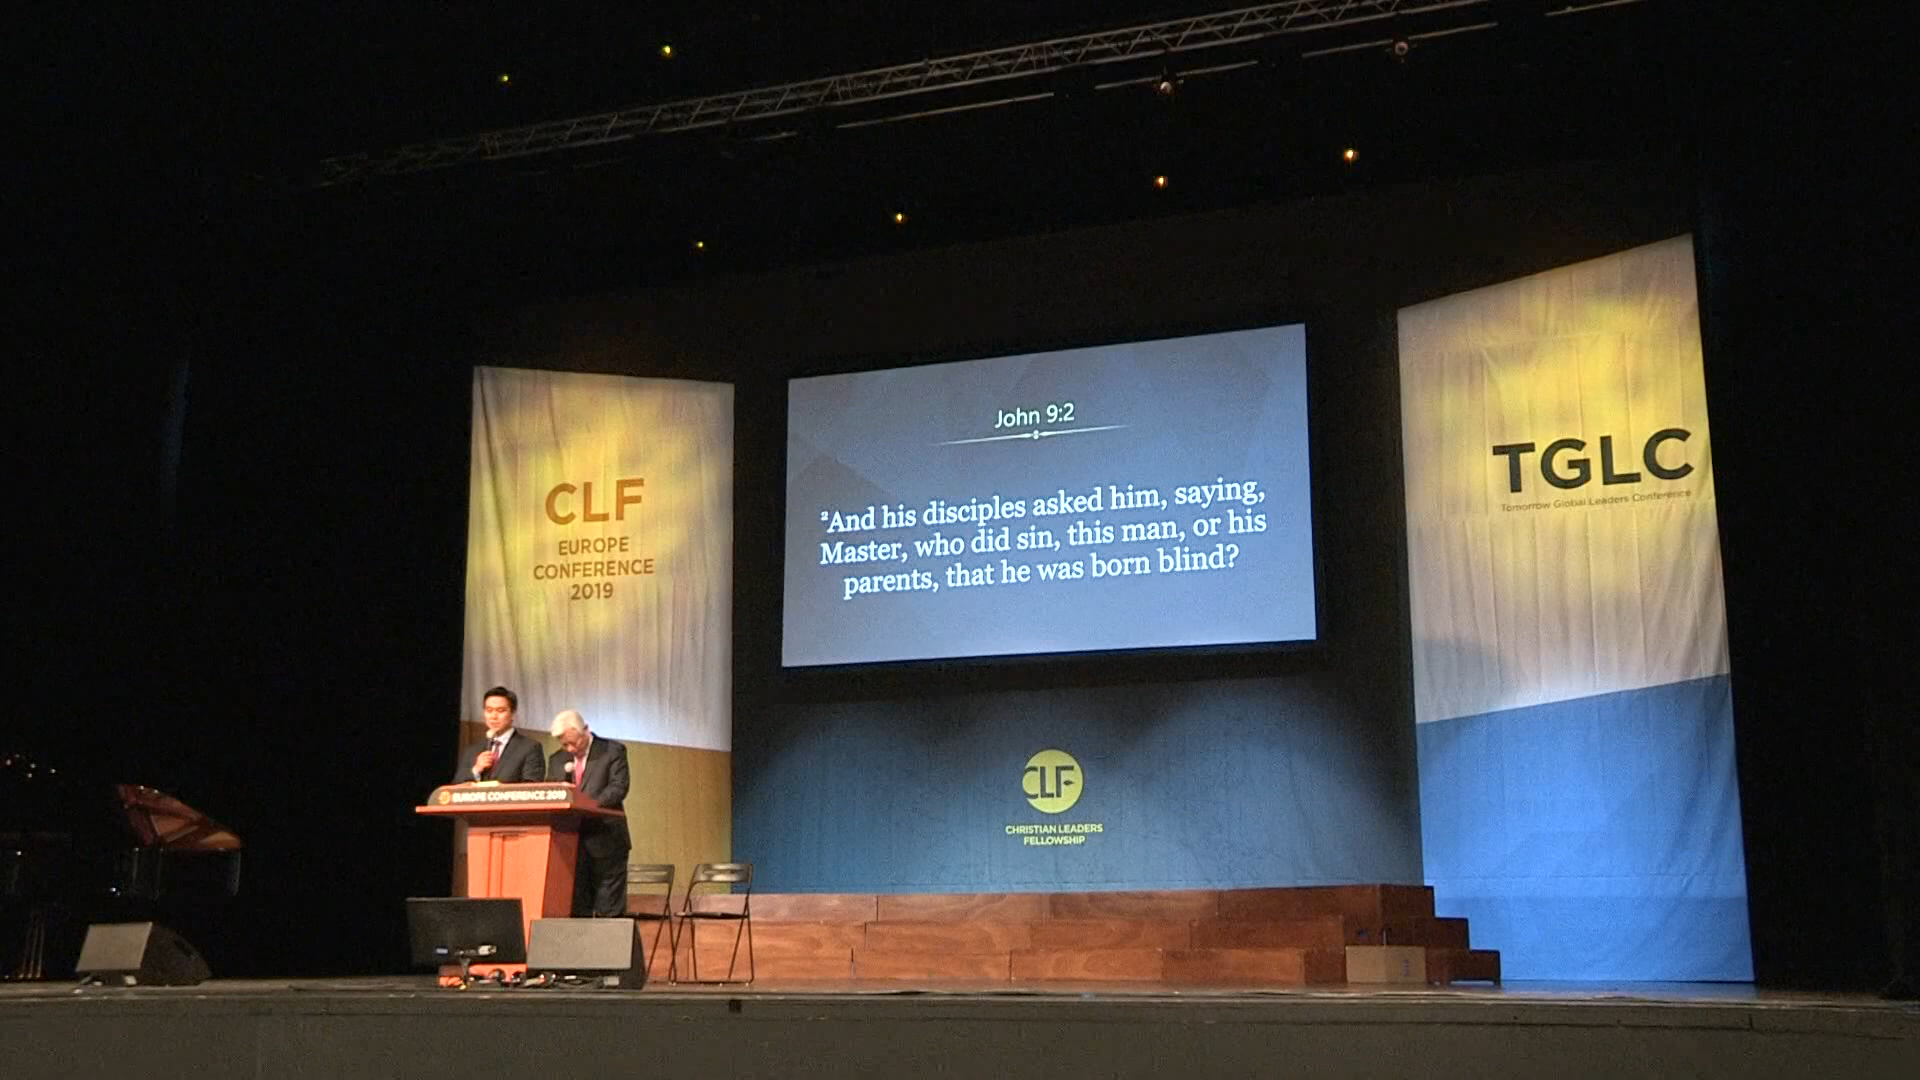 John 9:2
²And his disciples asked him, saying,
Master, who did sin, this man, or his
parents, that he was born blind?
CLF
EUROPE
CONFERENCE
2019
TGLC
Tomorrow Global Leaders Conference
CLF
CHRISTIAN LEADERS
FELLOWSHIP
EUROPE CONFERENCE 2019